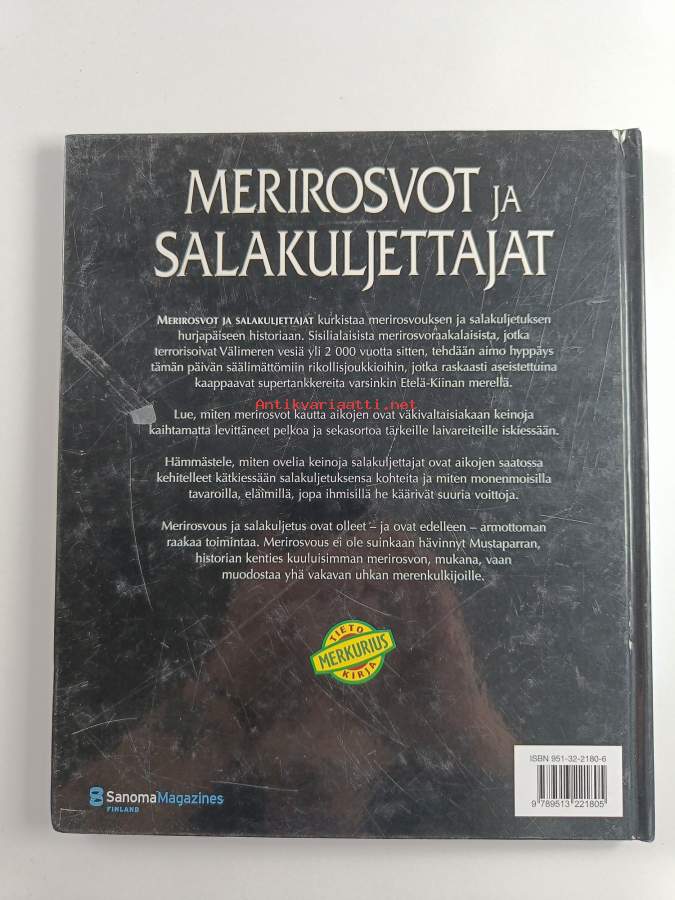 MERIROSVOT JA
SALAKULJETTAJAT
MERIROSVOT JA SALAKULJETTAJAT kurkistaa merirosvouksen ja salakuljetuksen
hurjapäiseen historiaan. Sisilialaisista merirosvoraakalaisista, jotka
terrorisoivat Välimeren vesiä yli 2 000 vuotta sitten, tehdään aimo hyppäys
tämän päivän säälimättömiin rikollisjoukkioihin, jotka raskaasti aseistettuina
kaappaavat supertankkereita varsinkin Etelä-Kiinan merellä.
Antikvariaatti.net
Lue, miten merirosvot kautta aikojen ovat väkivaltaisiakaan keinoja
kaihtamatta levittäneet pelkoa ja sekasortoa tärkeille laivareiteille iskiessään.
Hämmästele, miten ovelia keinoja salakuljettajat ovat aikojen saatossa
kehitelleet kätkiessään salakuljetuksensa kohteita ja miten monenmoisilla
tavaroilla, eläimillä, jopa ihmisillä he käärivät suuria voittoja.
Merirosvous ja salakuljetus ovat olleet – ja ovat edelleen – armottoman
raakaa toimintaa. Merirosvous ei ole suinkaan hävinnyt Mustaparran,
historian kenties kuuluisimman merirosvon, mukana, vaan
muodostaa yhä vakavan uhkan merenkulkijoille.
TIETO
MERKURIUS
KIRJA
ISBN 951-32-2180-6
9 789513 221805
SanomaMagazines
FINLAND